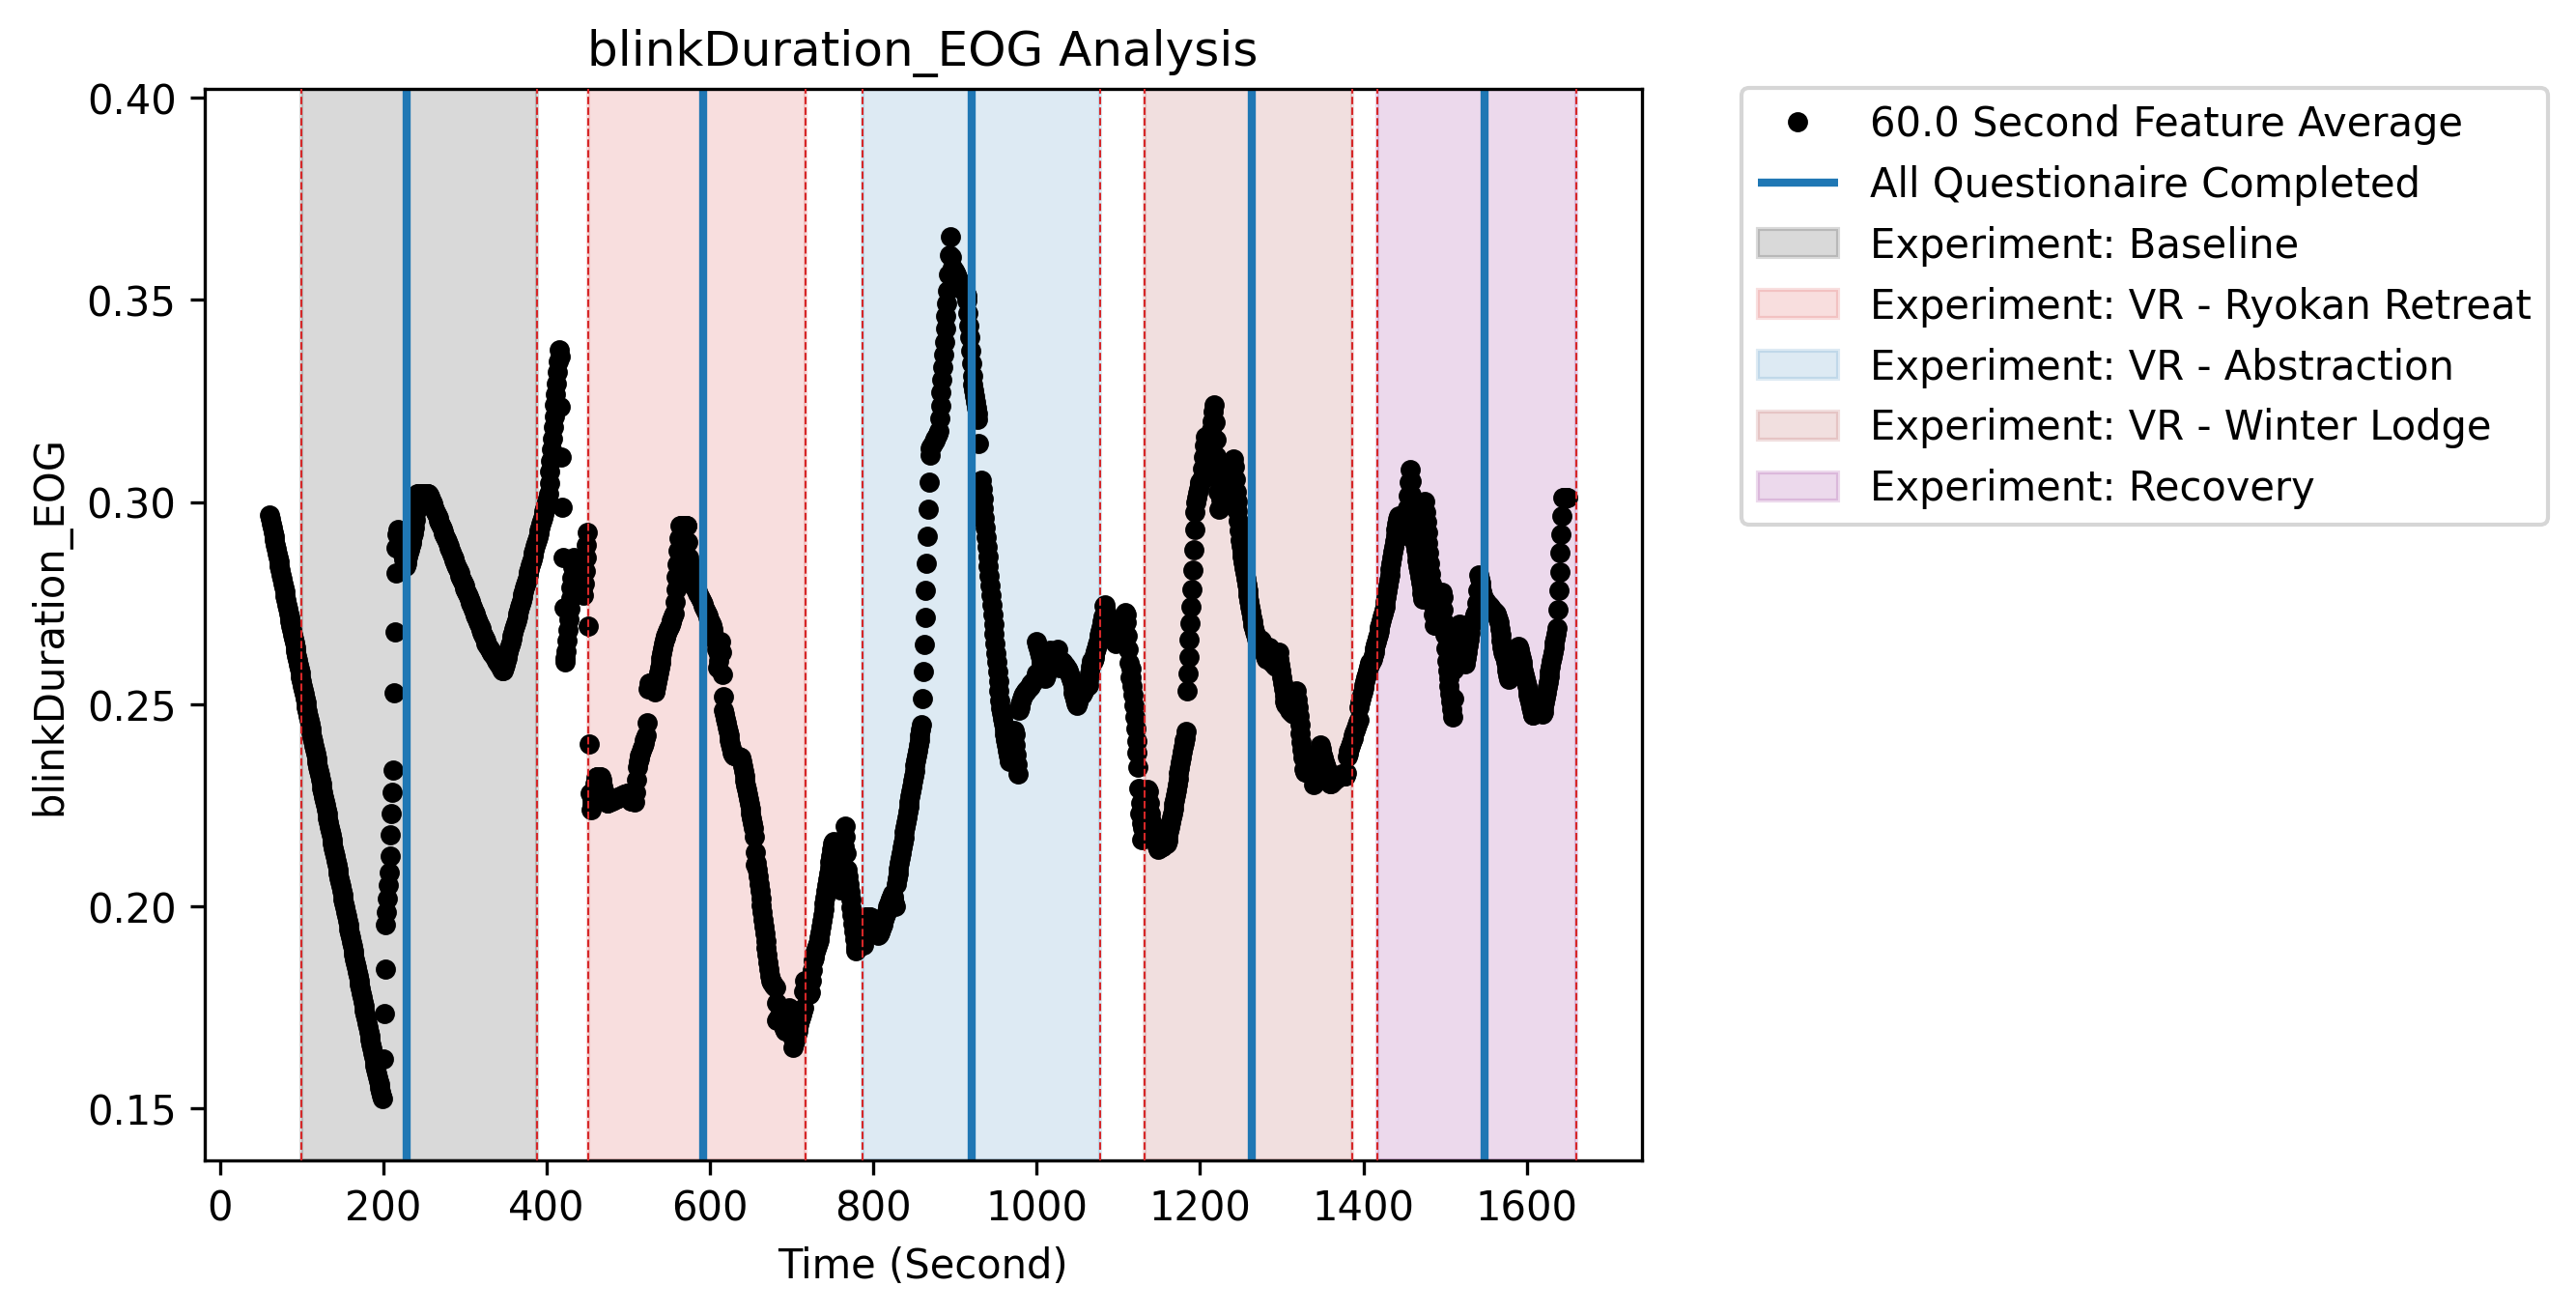 blinkDuration_EOG Analysis
0.40
0.35
0.30
0.25
0.20
0.15
blinkDuration_EOG
0
200
400
600
800
1000
1200
1400
1600
Time (Second)
60.0 Second Feature Average
All Questionaire Completed
Experiment: Baseline
Experiment: VR - Ryokan Retreat
Experiment: VR - Abstraction
Experiment: VR - Winter Lodge
Experiment: Recovery